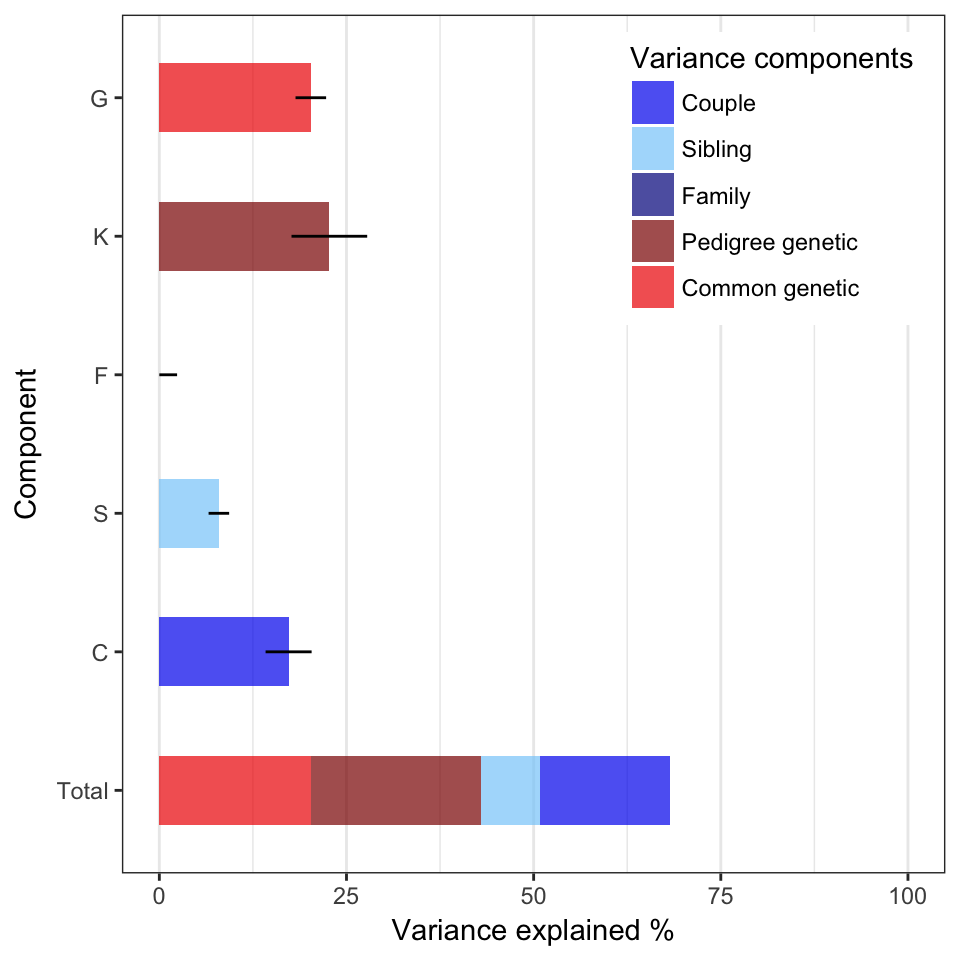 Variance components
Couple
Sibling
Family
Pedigree genetic
Common genetic
Component
G
K
F
S
C
Total
0 25 50 75 100
Variance explained %